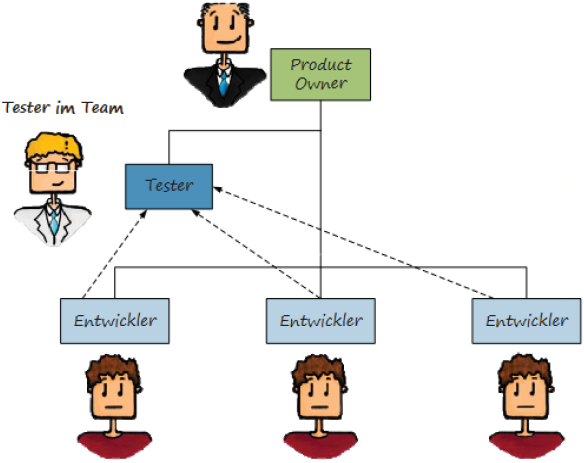 Product
Owner
Tester im Team
Tester
Entwickler
Entwickler
Entwickler